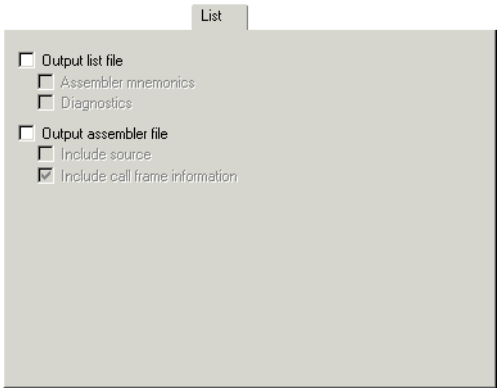 List
Output list file
Assembler mnemonics
Diagnostics
Output assembler file
Include source
Include call frame information